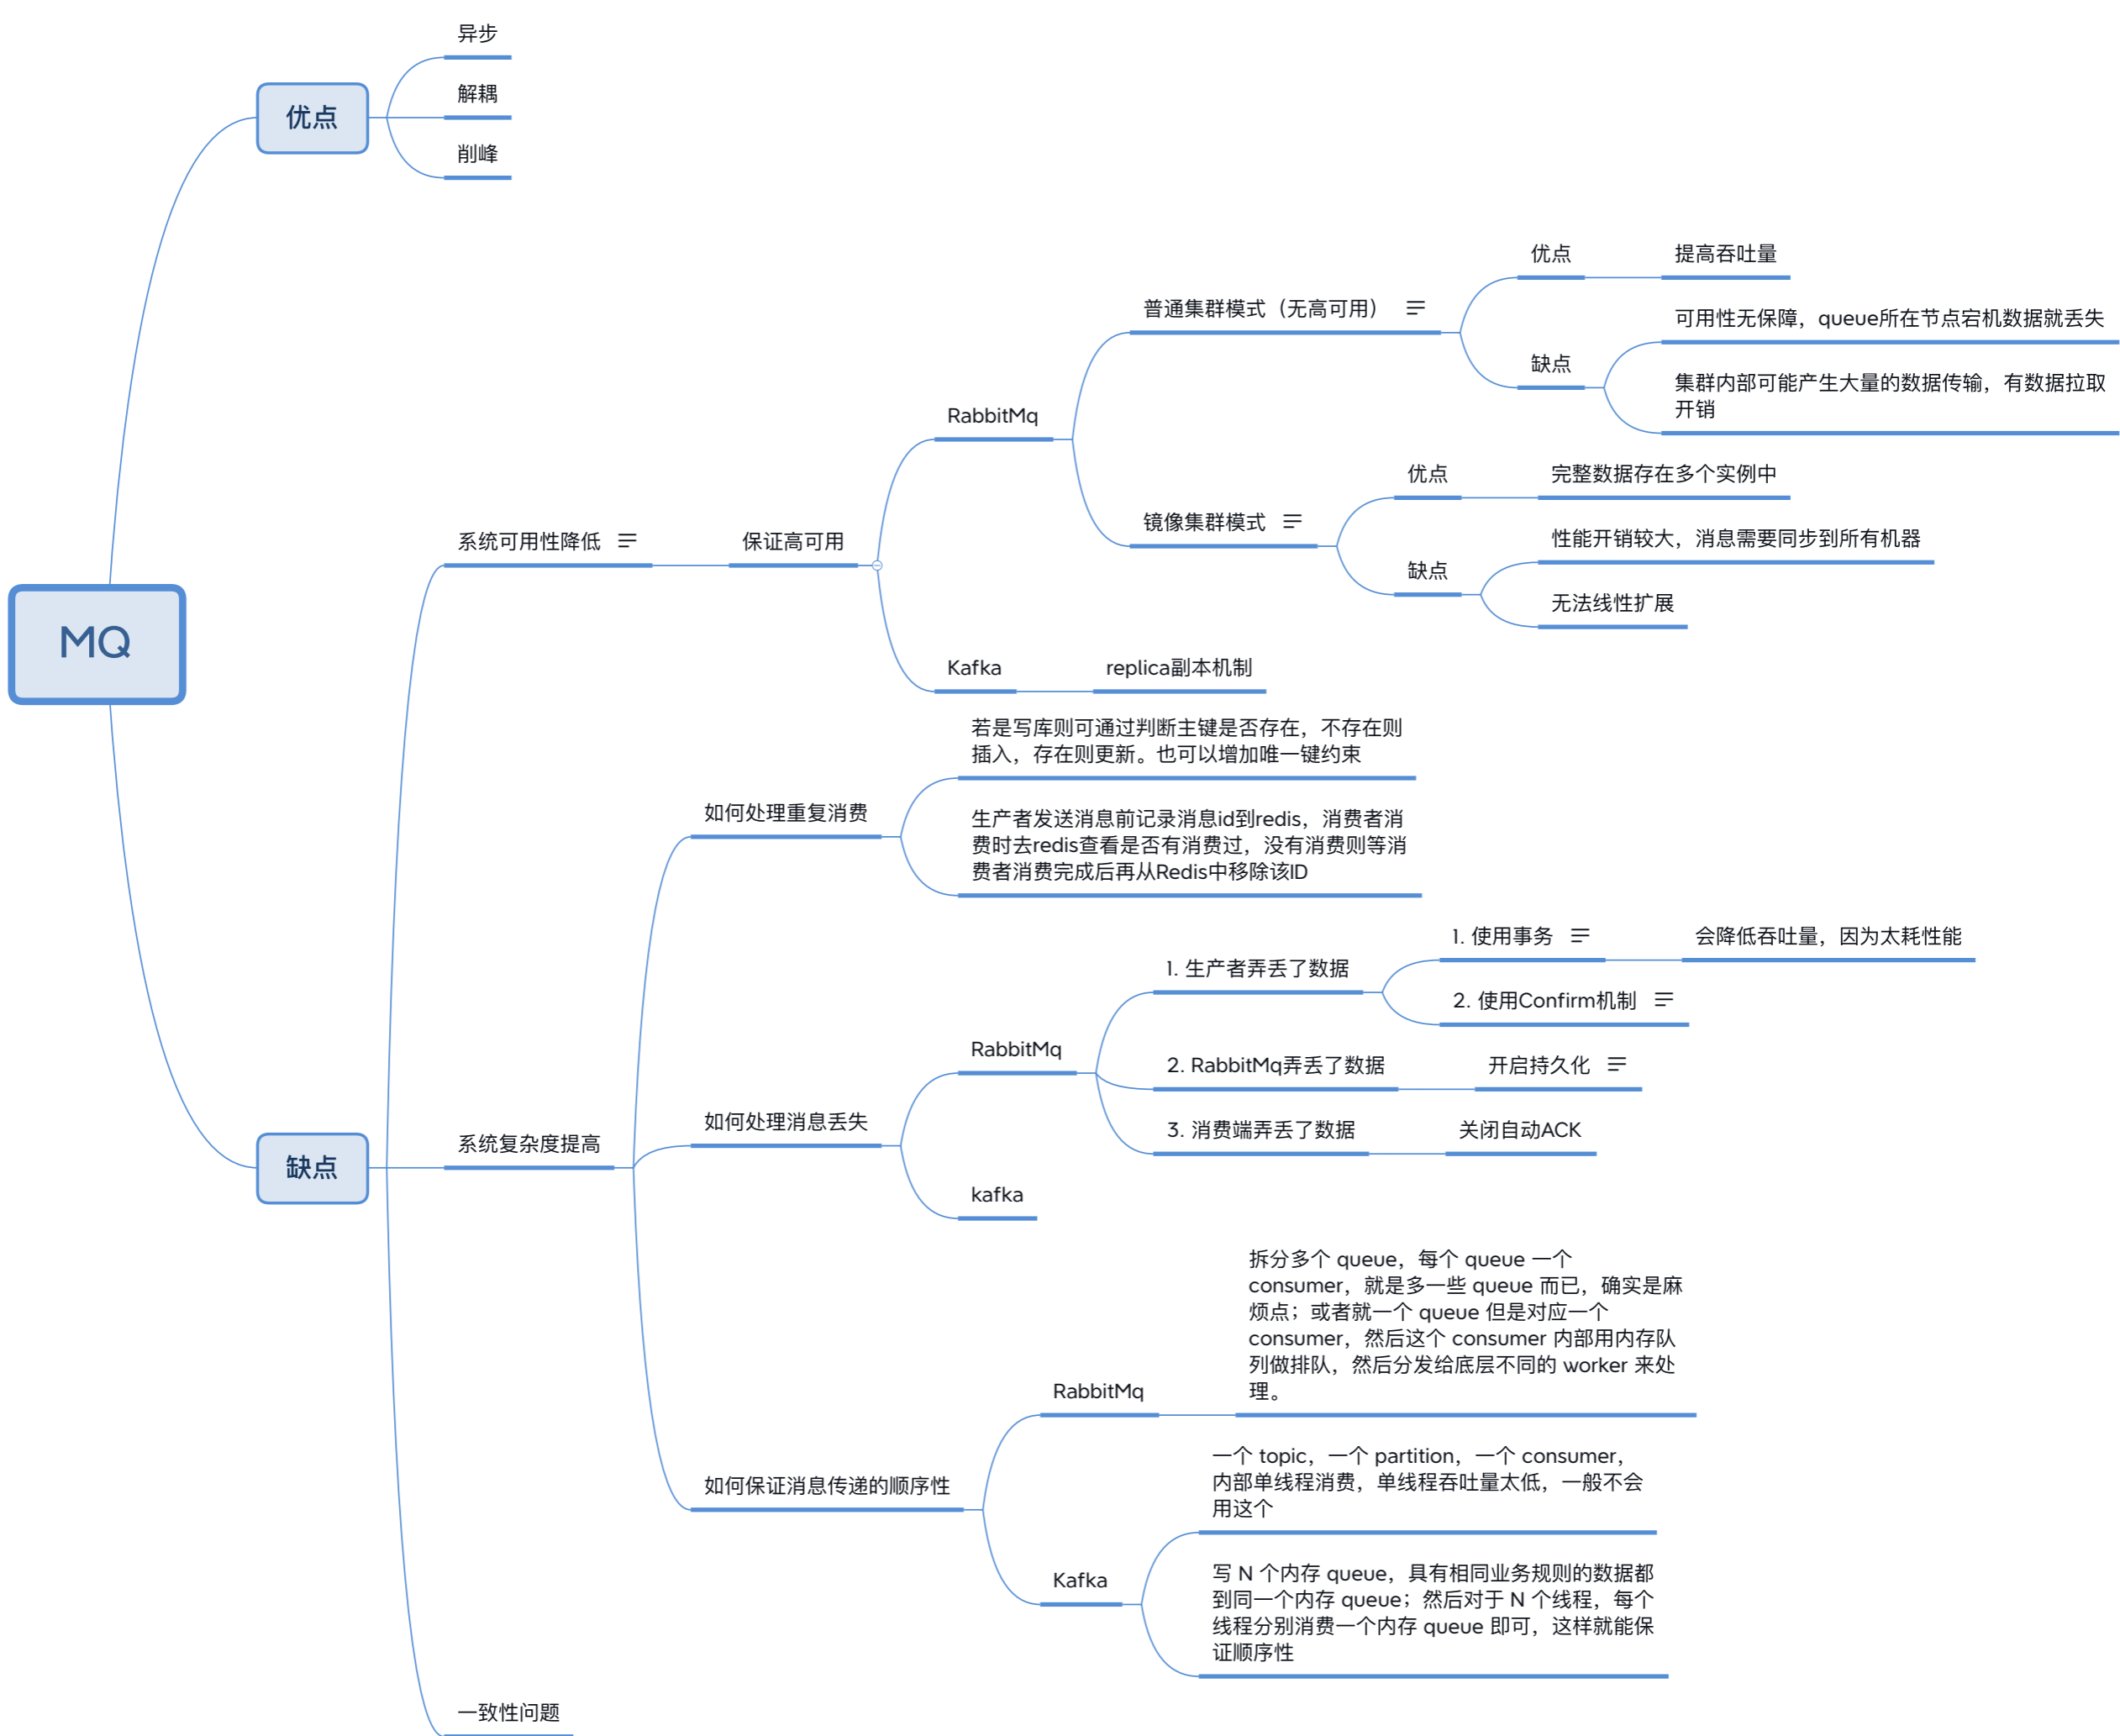 MQ
优点
异步
解耦
削峰
缺点
系统可用性降低
保证高可用
RabbitMq
普通集群模式（无高可用）
优点
提高吞吐量
缺点
可用性无保障，queue所在节点宕机数据就丢失
集群内部可能产生大量的数据传输，有数据拉取
开销
镜像集群模式
优点
完整数据存在多个实例中
缺点
性能开销较大，消息需要同步到所有机器
无法线性扩展
Kafka
replica副本机制
系统复杂度提高
如何处理重复消费
若是写库则可通过判断主键是否存在，不存在则
插入，存在则更新。也可以增加唯一键约束
生产者发送消息前记录消息id到redis，消费者消
费时去redis查看是否有消费过，没有消费则等消
费者消费完成后再从Redis中移除该ID
如何处理消息丢失
RabbitMq
1. 生产者弄丢了数据
1. 使用事务
会降低吞吐量，因为太耗性能
2. 使用Confirm机制
2. RabbitMq弄丢了数据
开启持久化
3. 消费端弄丢了数据
关闭自动ACK
kafka
如何保证消息传递的顺序性
RabbitMq
拆分多个 queue，每个 queue 一个
consumer，就是多一些 queue 而已，确实是麻
烦点；或者就一个 queue 但是对应一个
consumer，然后这个 consumer 内部用内存队
列做排队，然后分发给底层不同的 worker 来处
理。
Kafka
一个 topic，一个 partition，一个 consumer，
内部单线程消费，单线程吞吐量太低，一般不会
用这个
写 N 个内存 queue，具有相同业务规则的数据都
到同一个内存 queue；然后对于 N 个线程，每个
线程分别消费一个内存 queue 即可，这样就能保
证顺序性
一致性问题